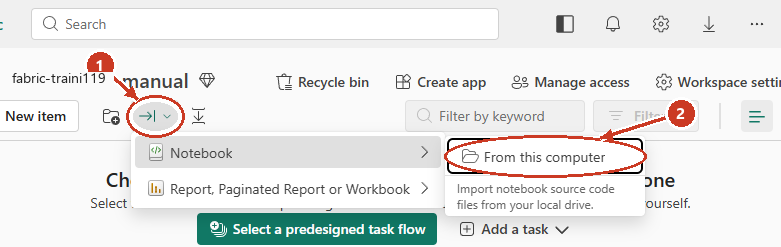 Search
1
fabric-traini119
manual
Recycle bin
Create app
Manage access
Workspace settin
New item
Filter by keyword
Filter
2
Notebook
From this computer
Report, Paginated Report or Workbook
Import notebook source code
files from your local drive.
Select a predesigned task flow
Add a task